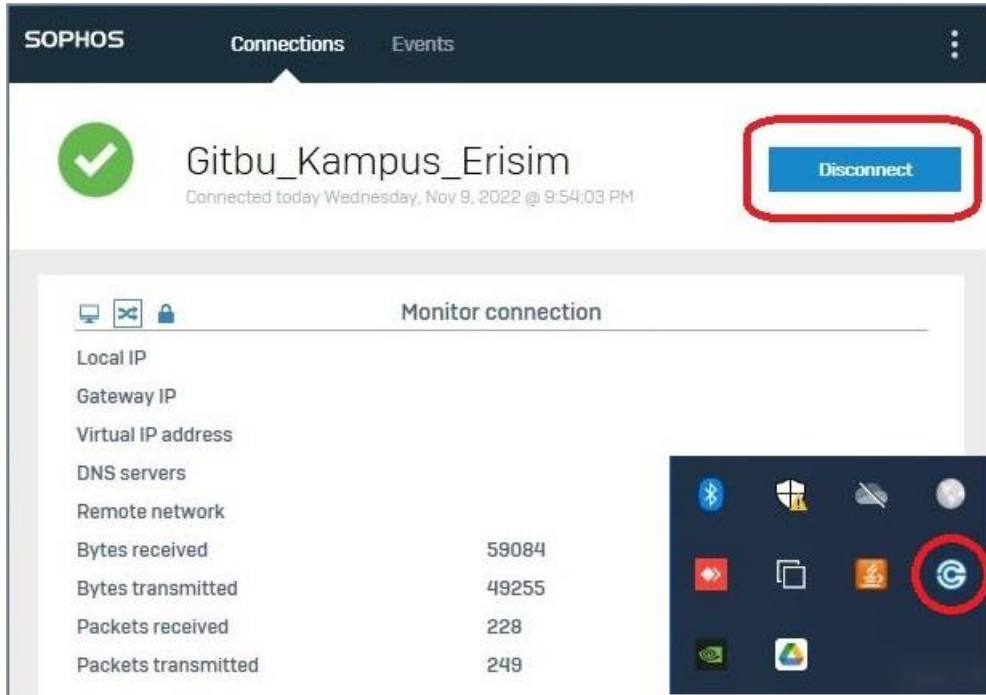 SOPHOS
Connections Events
Gitbu_Kampus_Erisim
Disconnect
Connected today Wednesday, Nov 9, 2022 @ 9:54:03 PM
Monitor connection
Local IP
Gateway IP
Virtual IP address
DNS servers
Remote network
Bytes received 59084
Bytes transmitted 49255
Packets received 228
Packets transmitted 249